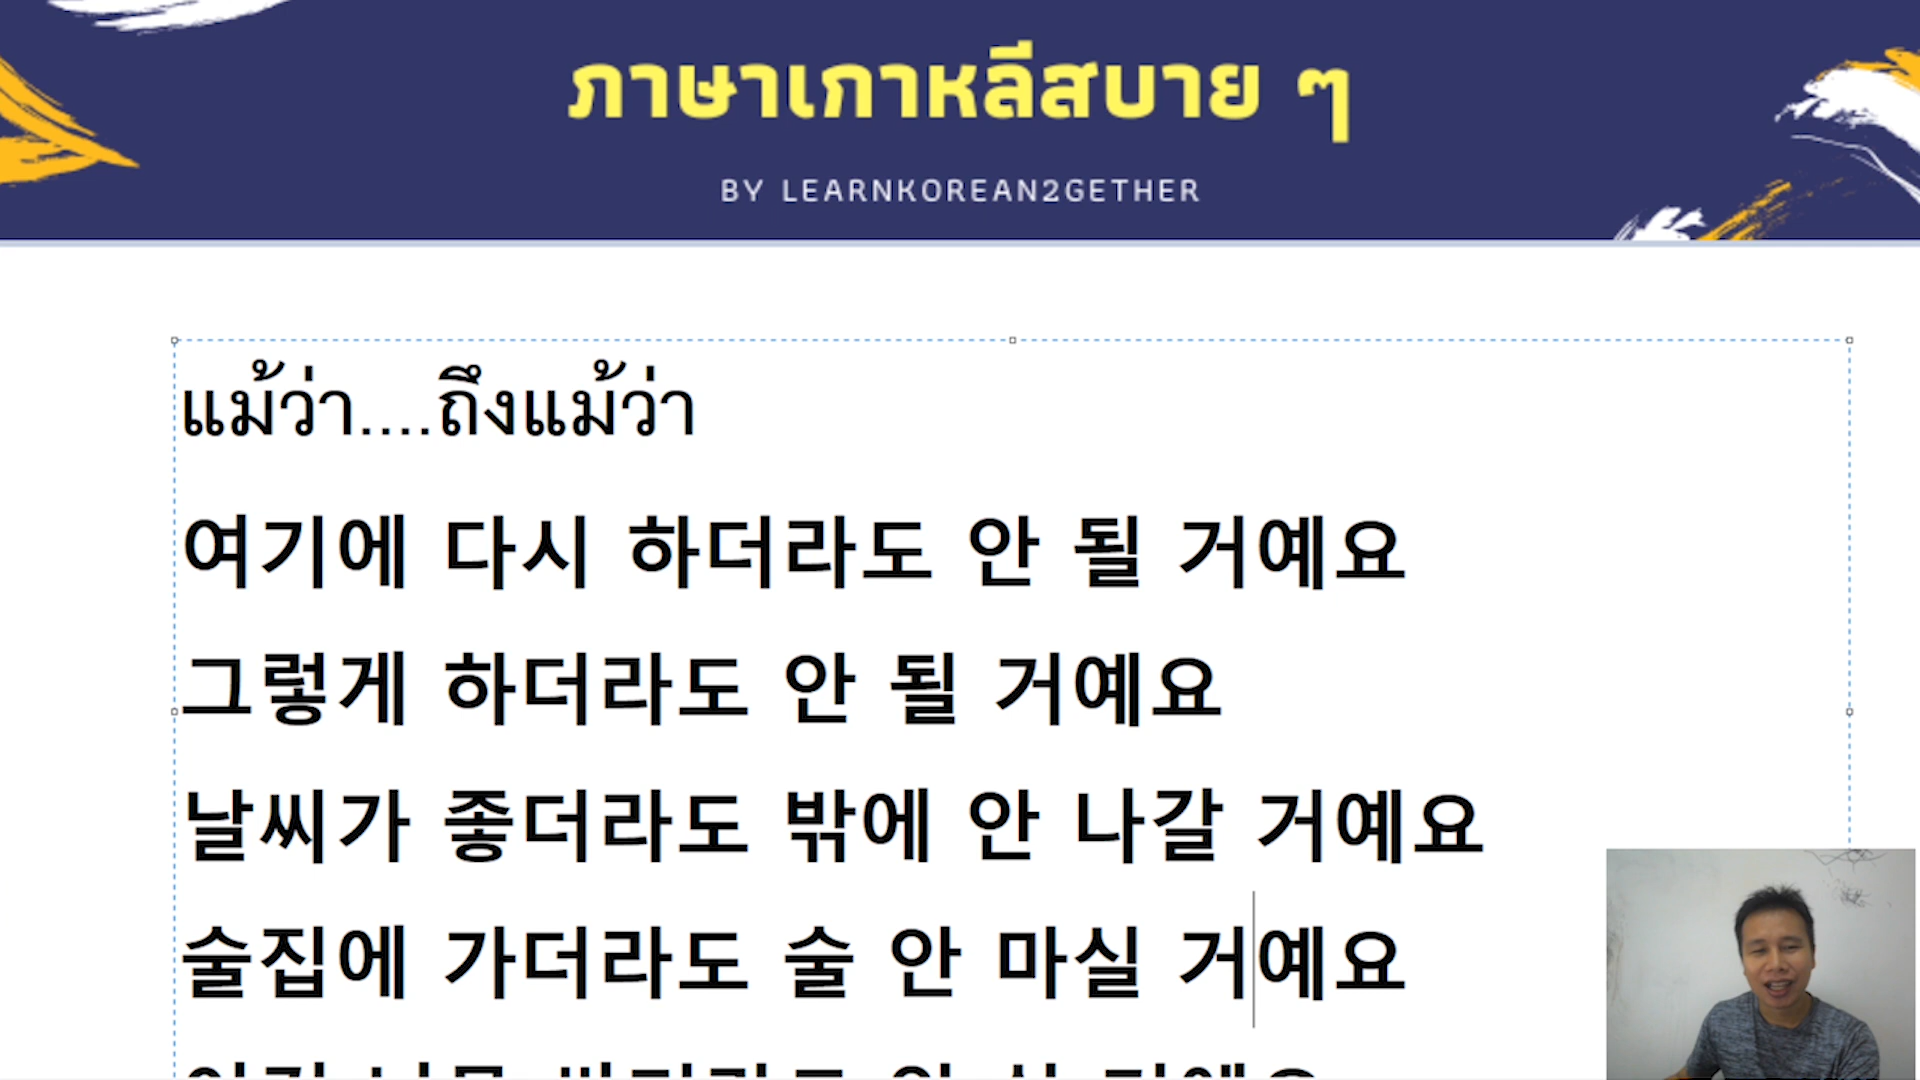 ภาษาเกาหลีสบาย ๆ
BY LEARNKOREAN2GETHER
แม้ว่า....ถึงแม้ว่า
여기에 다시 하더라도 안 될 거예요
그렇게 하더라도 안 될 거예요
날씨가 좋더라도 밖에 안 나갈 거예요
술집에 가더라도 술 안 마실 거예요